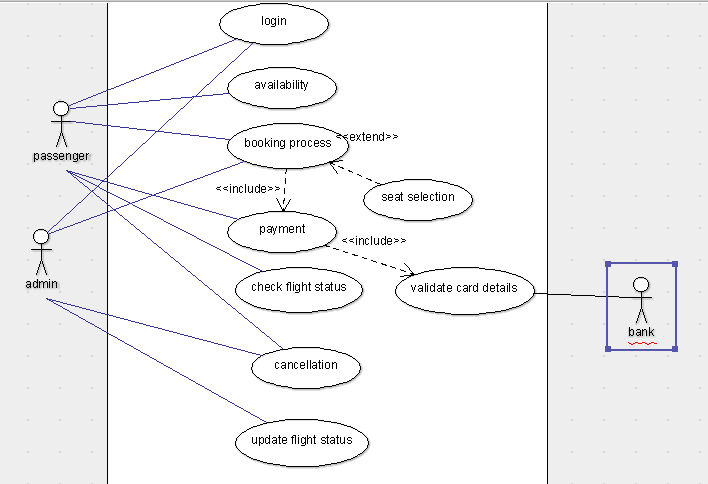 login
availability
booking process
<<extend>>
passenger
<<include>>
seat selection
payment
<<include>>
admin
check flight status
validate card details
bank
cancellation
update flight status